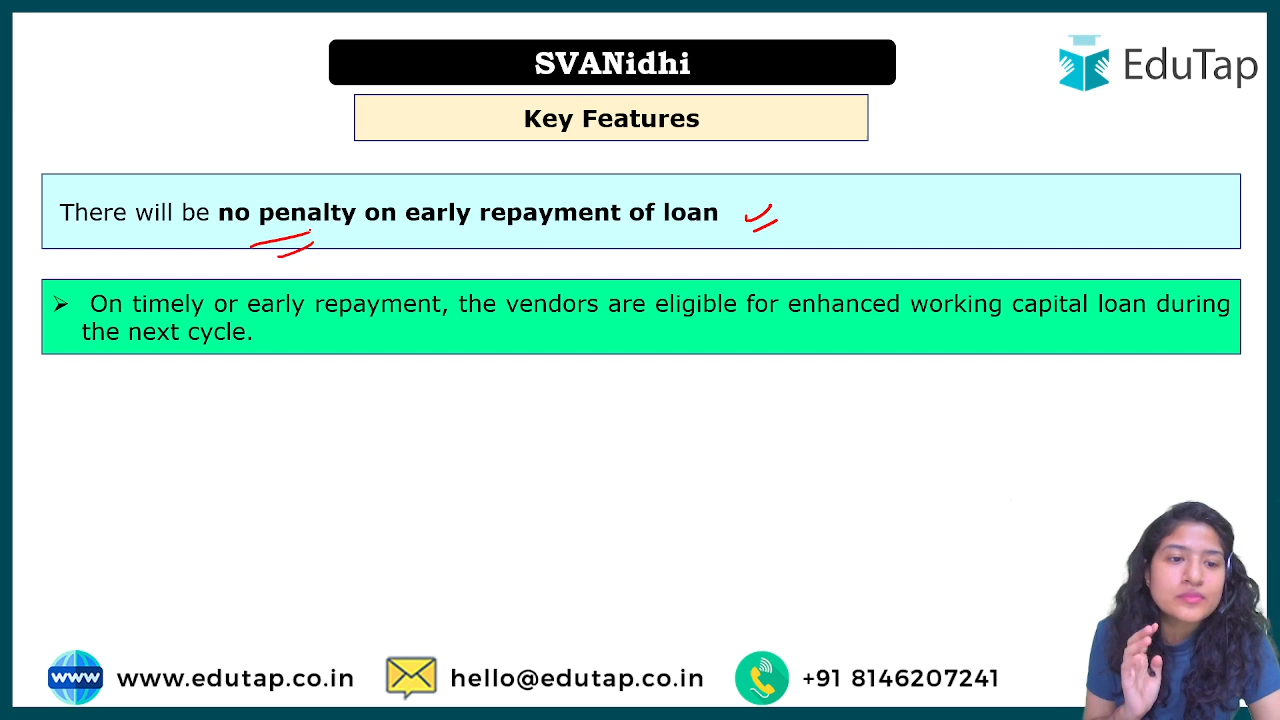 SVANidhi
EduTap
Key Features
There will be no penalty on early repayment of loan
➢ On timely or early repayment, the vendors are eligible for enhanced working capital loan during
the next cycle.
www www.edutap.co.in hello@edutap.co.in +91 8146207241